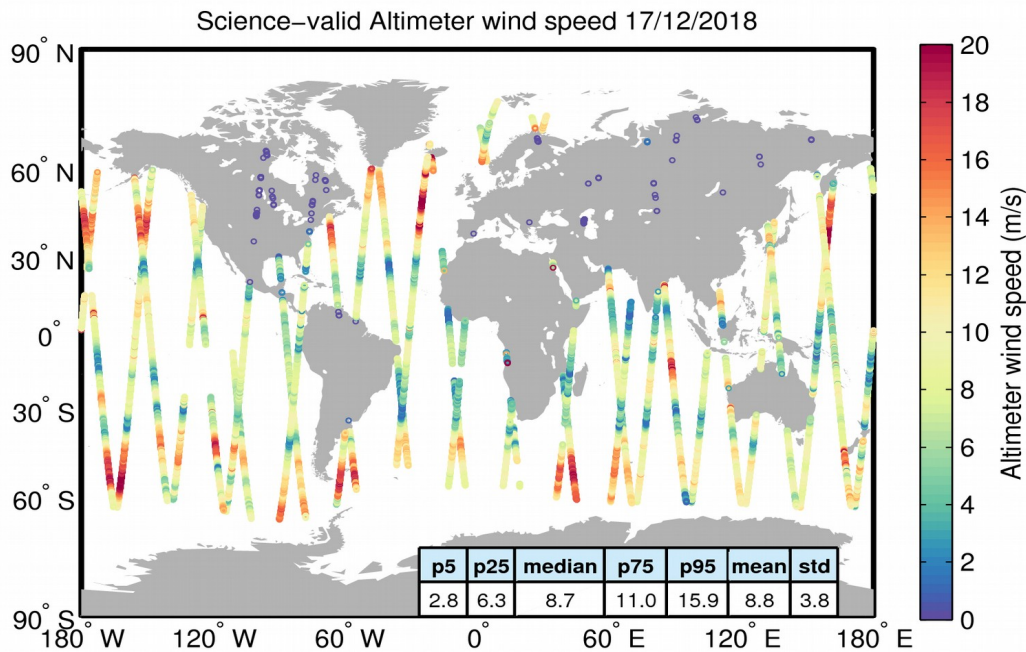 Science−valid Altimeter wind speed 17/12/2018
90° N
60° N
30° N
0°
30° S
60° S
90° S
180° W
120° W
60° W
0°
60° E
120° E
180° E
p5 p25 median p75 p95 mean std
2.8 6.3 8.7 11.0 15.9 8.8 3.8
20
18
16
14
12
10
8
6
4
2
0
Altimeter wind speed (m/s)